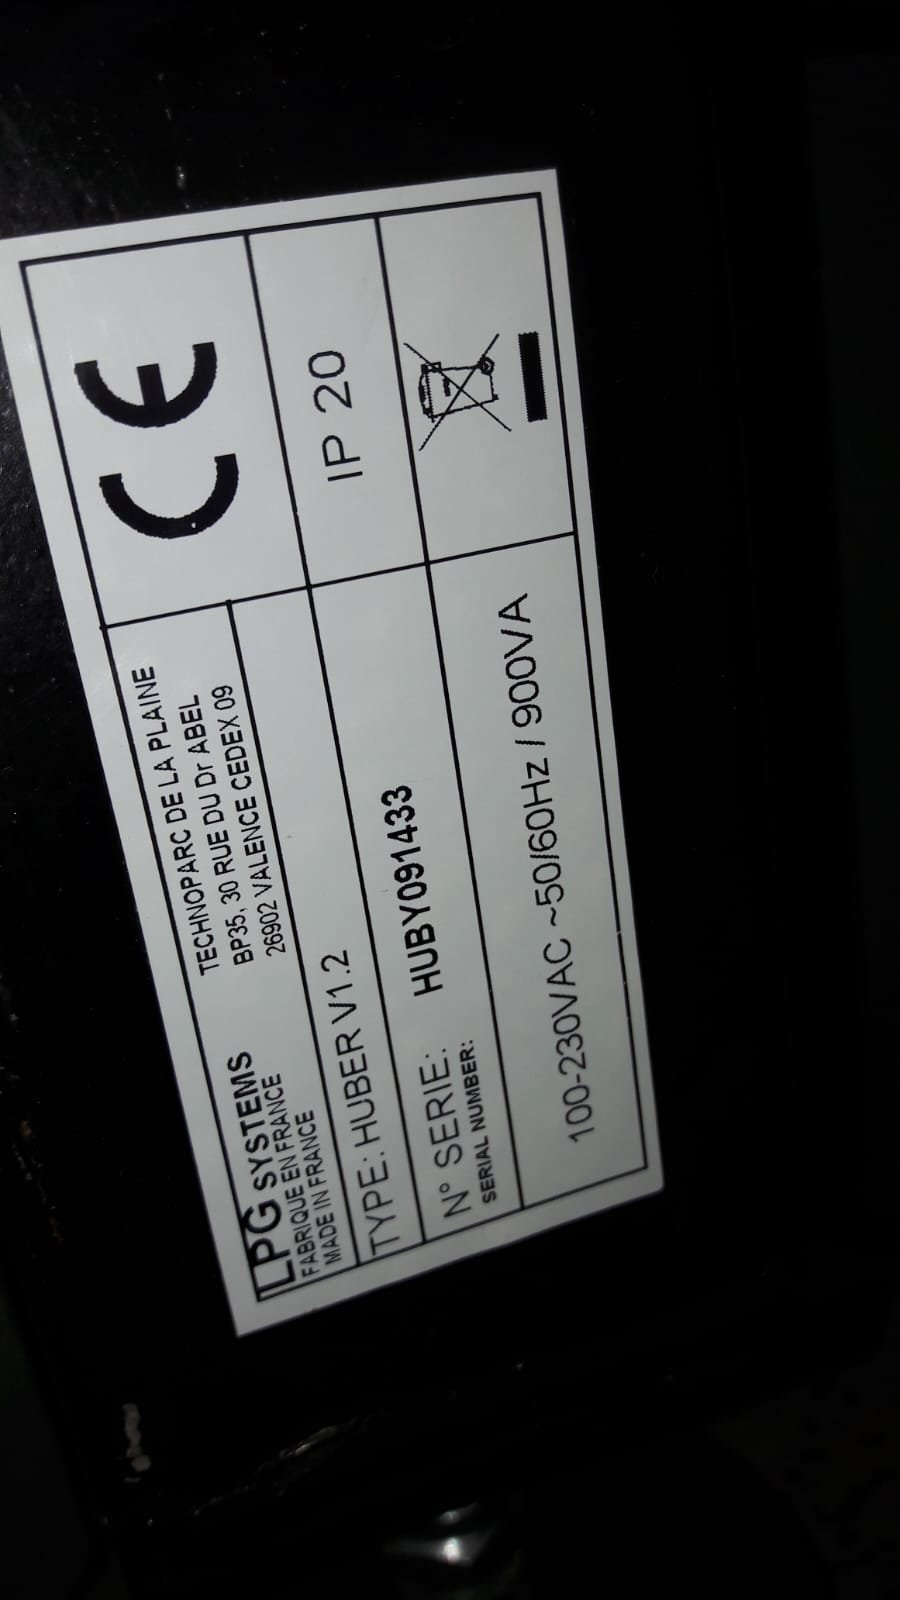 LPG SYSTEMS
FABRIQUE EN FRANCE
MADE IN FRANCE
TECHNOPARC DE LA PLAINE
BP35, 30 RUE DU Dr ABEL
26902 VALENCE CEDEX 09
CE
TYPE: HUBER V1.2
IP 20
N° SERIE: HUBY091433
SERIAL NUMBER:
100-230VAC ~50/60Hz / 900VA